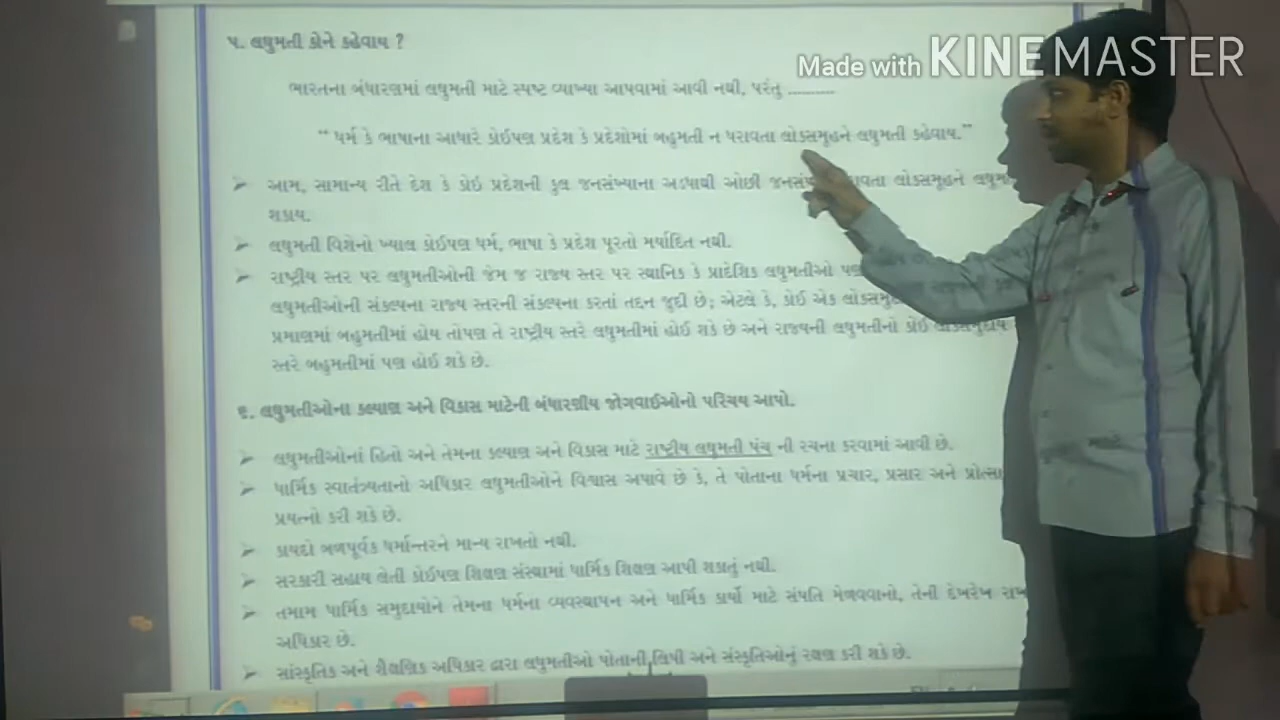 Made with KINEMASTER
૫. લઘુમતી કોને કહેવાય ?
ભારતના બંધારણમાં લઘુમતી માટે સ્પષ્ટ વ્યાખ્યા આપવામાં આવી નથી, પરંતુ ..........
“ ધર્મ કે ભાષાના આધારે કોઈપણ પ્રદેશ કે પ્રદેશોમાં બહુમતી ન ધરાવતા લોકસમૂહને લઘુમતી કહેવાય.”
➢ આમ, સામાન્ય રીતે દેશ કે કોઈ પ્રદેશની કુલ જનસંખ્યાના અડધાથી ઓછી લોકસમૂહને
શકાય.
➢ લઘુમતી વિશેનો ખ્યાલ કોઈપણ ધર્મ, ભાષા કે પ્રદેશ પૂરતો મર્યાદિત નથી.
➢ રાષ્ટ્રીય સ્તર પર લઘુમતીઓની જેમ જ રાજ્ય સ્તર પર સ્થાનિક કે પ્રાદેશિક લઘુમતીઓ પણ
લઘુમતીઓની સંકલ્પના રાજ્ય સ્તરની સંકલ્પના કરતાં તદ્દન જુદી છે; એટલે કે, કોઈ એક
પ્રમાણમાં બહુમતીમાં હોય તોપણ તે રાષ્ટ્રીય સ્તરે લઘુમતીમાં હોઈ શકે છે અને રાજ્યની લઘુમતીનો કોઈ લોકસમુદાય
સ્તરે બહુમતીમાં પણ હોઈ શકે છે.
૬. લઘુમતીઓના કલ્યાણ અને વિકાસ માટેની બંધારણીય જોગવાઈઓનો પરિચય આપો.
➢ લઘુમતીઓનાં હિતો અને તેમના કલ્યાણ અને વિકાસ માટે રાષ્ટ્રીય લઘુમતી પંચ ની રચના કરવામાં આવી છે.
➢ ધાર્મિક સ્વાતંત્ર્યતાનો અધિકાર લઘુમતીઓને વિશ્વાસ અપાવે છે કે, તે પોતાના ધર્મના પ્રચાર, પ્રસાર અને
પ્રયત્નો કરી શકે છે.
➢ કાયદો બળપૂર્વક ધર્માન્તરને માન્ય રાખતો નથી.
➢ સરકારી સહાય લેતી કોઈપણ શિક્ષણ સંસ્થામાં ધાર્મિક શિક્ષણ આપી શકાતું નથી.
➢ તમામ ધાર્મિક સમુદાયોને તેમના ધર્મના વ્યવસ્થાપન અને ધાર્મિક કાર્યો માટે સંપતિ મેળવવાનો, તેની દેખરેખ
અધિકાર છે.
➢ સાંસ્કૃતિક અને શૈક્ષણિક અધિકાર દ્વારા લઘુમતીઓ પોતાની લિપી અને સંસ્કૃતિઓનું રક્ષણ કરી શકે છે.